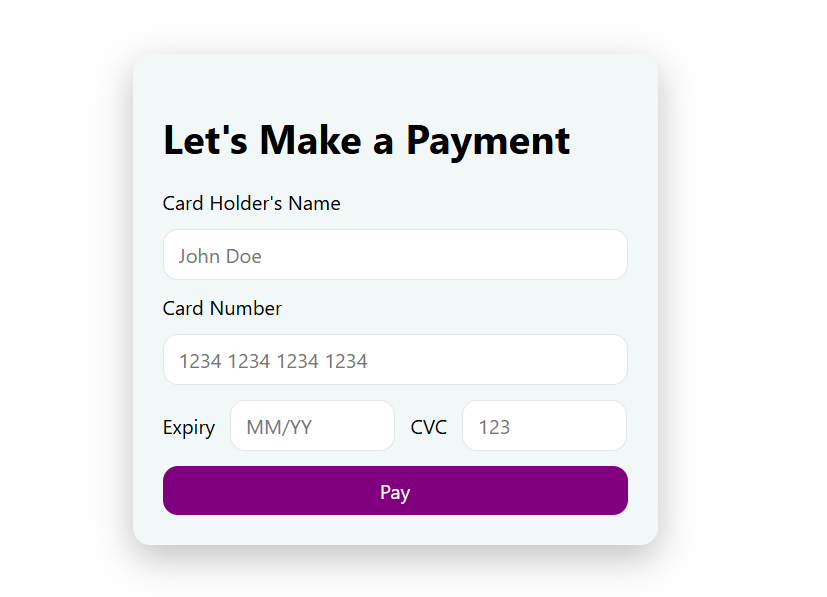 Let's Make a Payment
Card Holder's Name
John Doe
Card Number
1234 1234 1234 1234
Expiry MM/YY CVC 123
Pay